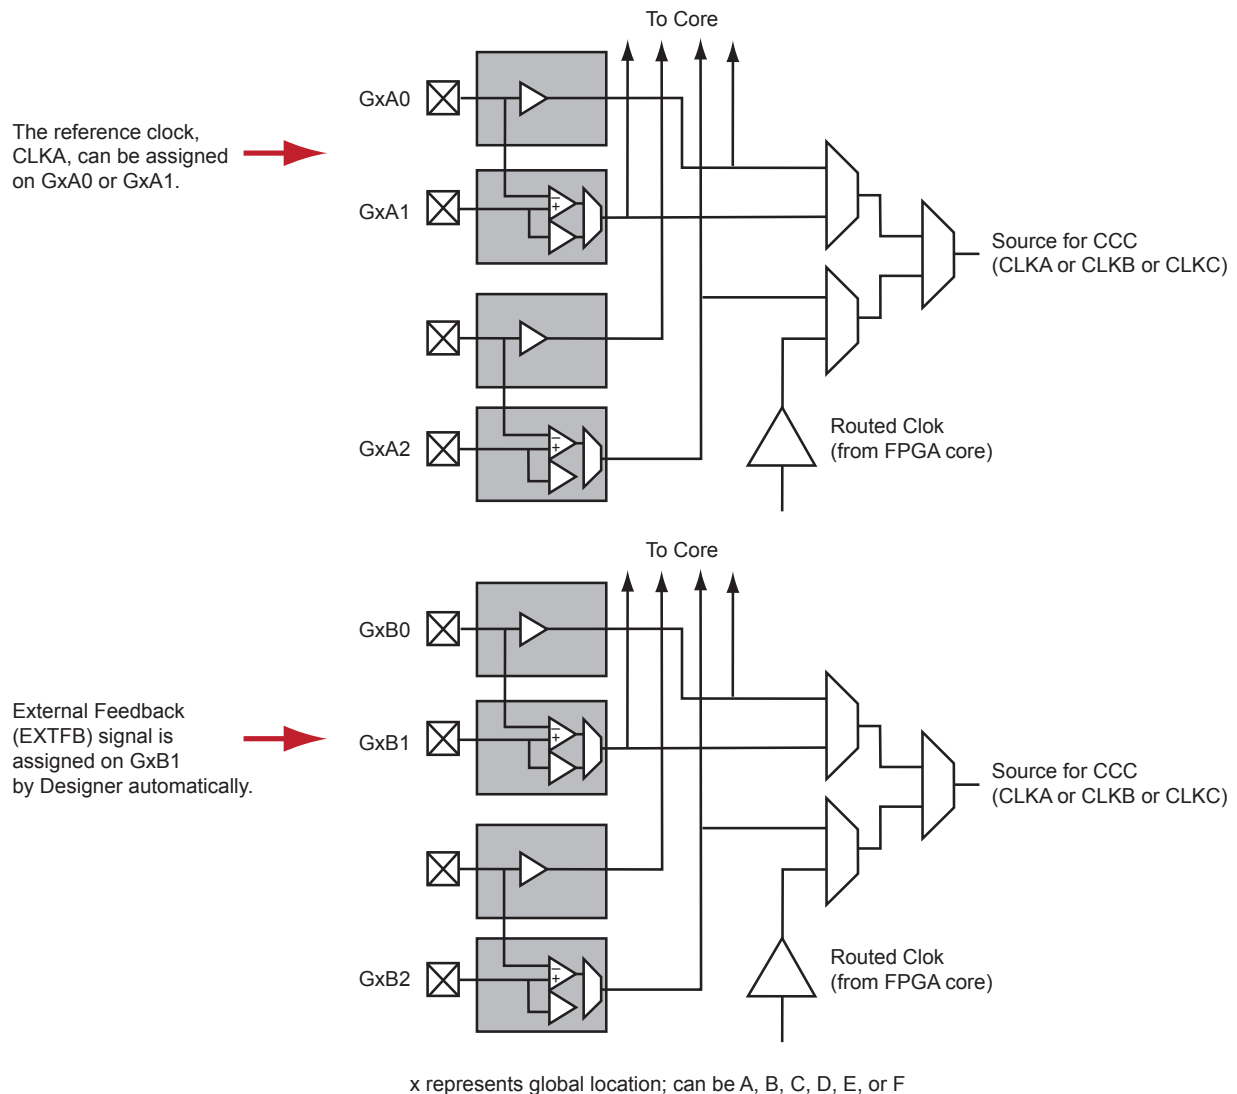 To Core
GxA0
The reference clock,
CLKA, can be assigned
on GxA0 or GxA1.
GxA1
−
+
Source for CCC
(CLKA or CLKB or CLKC)
GxA2
−
+
Routed Clok
(from FPGA core)
To Core
GxB0
External Feedback
(EXTFB) signal is
assigned on GxB1
by Designer automatically.
GxB1
−
+
Source for CCC
(CLKA or CLKB or CLKC)
GxB2
−
+
Routed Clok
(from FPGA core)
x represents global location; can be A, B, C, D, E, or F